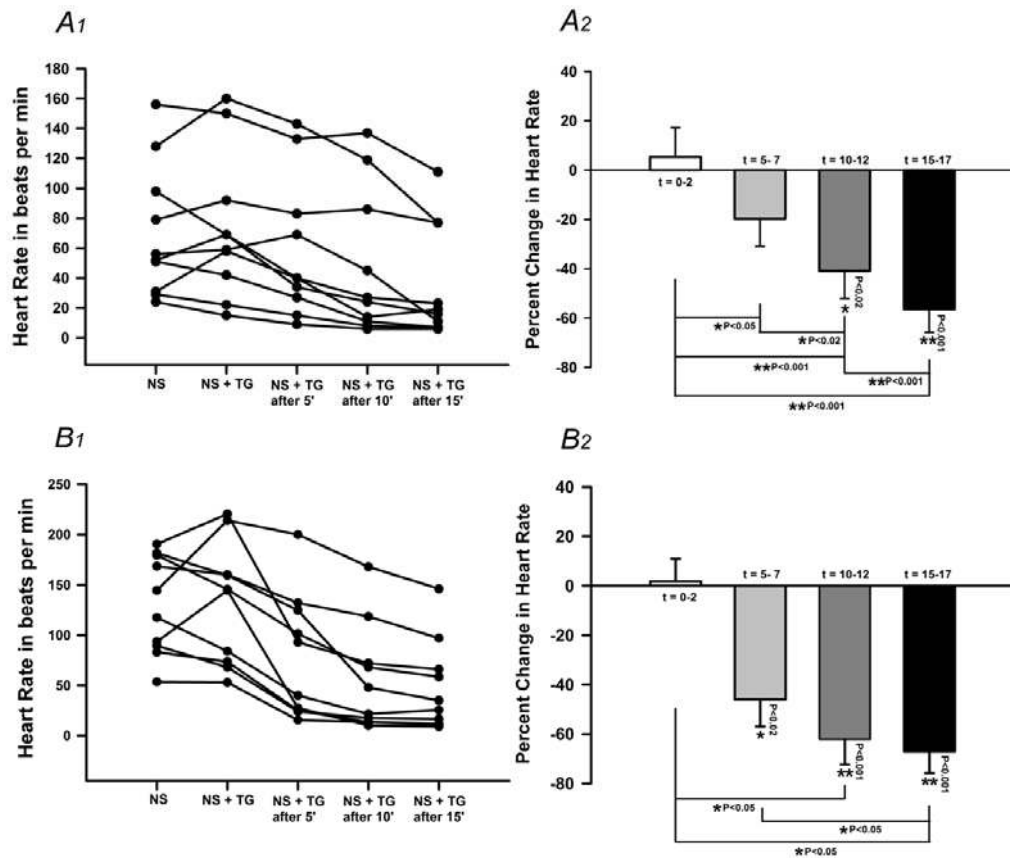 A1
Heart Rate in beats per min
180
160
140
120
100
80
60
40
20
0
NS
NS + TG
NS + TG
after 5'
NS + TG
after 10'
NS + TG
after 15'
A2
Percent Change in Heart Rate
40
20
0
-20
-40
-60
-80
t = 0-2
t = 5- 7
t = 10-12
t = 15-17
P<0.02
*
P<0.001
**
*P<0.05
*P<0.02
**P<0.001
**P<0.001
**P<0.001
B1
Heart Rate in beats per min
250
200
150
100
50
0
NS
NS + TG
NS + TG
after 5'
NS + TG
after 10'
NS + TG
after 15'
B2
Percent Change in Heart Rate
40
20
0
-20
-40
-60
-80
t = 0-2
t = 5- 7
t = 10-12
t = 15-17
P<0.02
*
P<0.001
**
P<0.001
**
*P<0.05
*P<0.05
*P<0.05